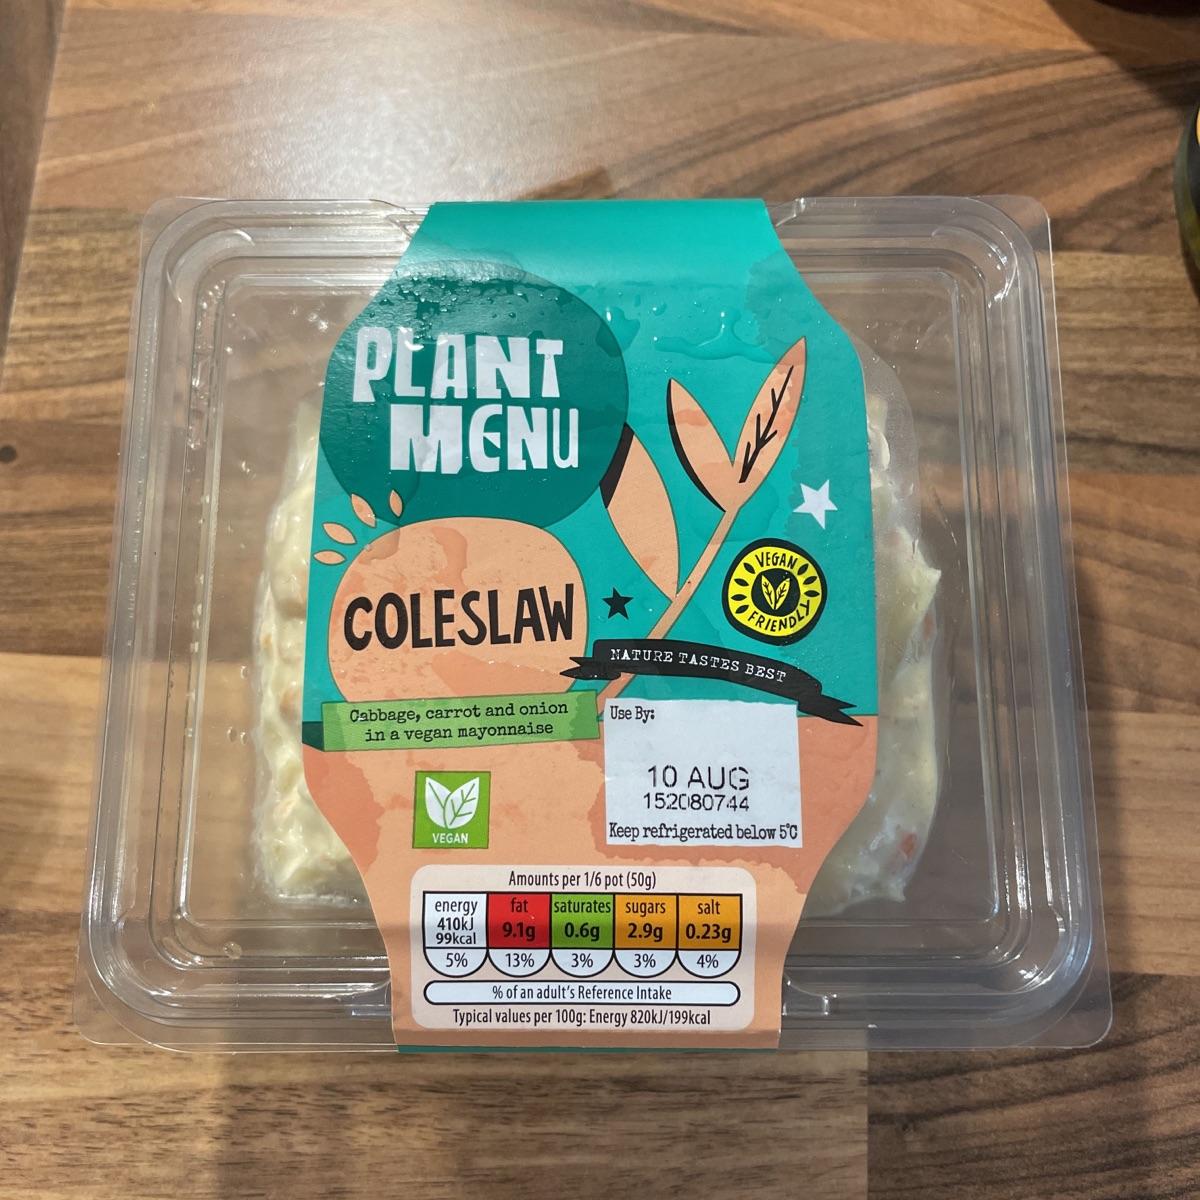 PLANT
MENU
COLESLAW
VEGAN
FRIENDLY
NATURE TASTES BEST
Cabbage, carrot and onion
in a vegan mayonnaise
Use By:
10 AUG
152080744
Keep refrigerated below 5°C
VEGAN
Amounts per 1/6 pot (50g)
energy fat saturates sugars salt
410kJ
99kcal 9.1g 0.6g 2.9g 0.23g
5% 13% 3% 3% 4%
% of an adult's Reference Intake
Typical values per 100g: Energy 820kJ/199kcal